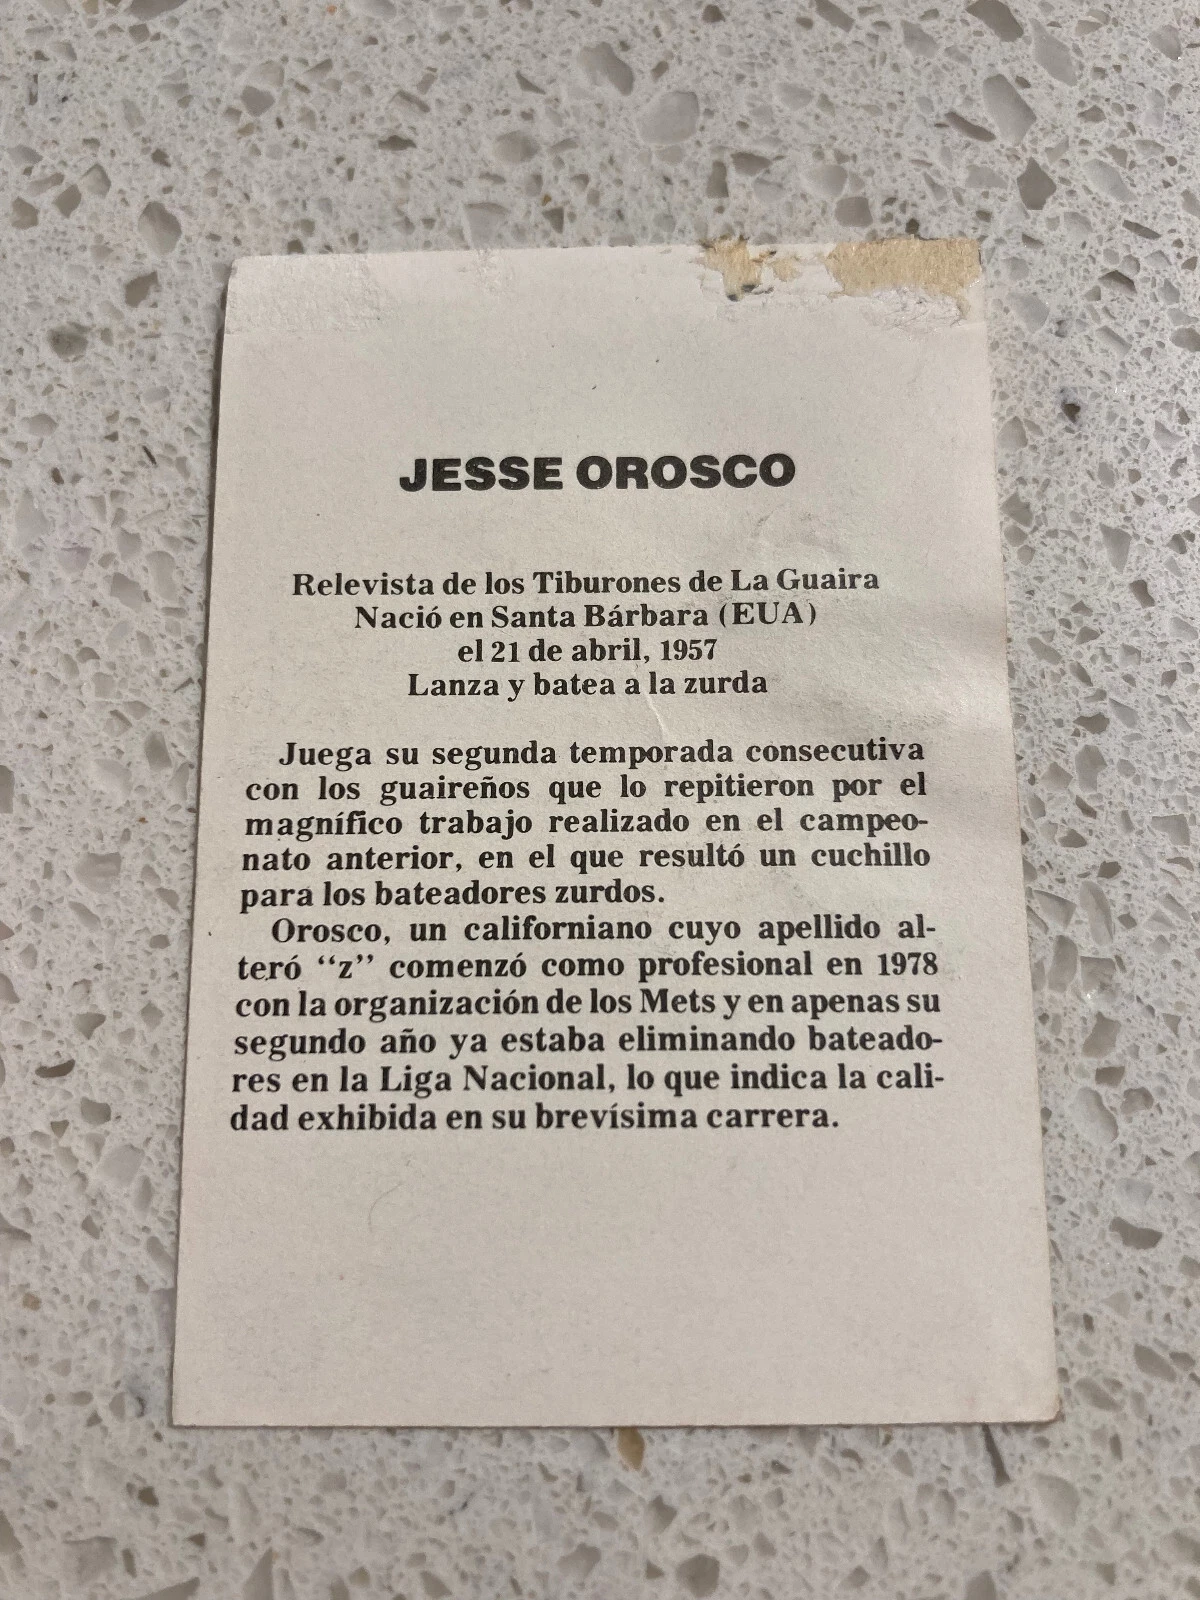 JESSE OROSCO
Relevista de los Tiburones de La Guaira
Nació en Santa Bárbara (EUA)
el 21 de abril, 1957
Lanza y batea a la zurda
Juega su segunda temporada consecutiva
con los guaireños que lo repitieron por el
magnífico trabajo realizado en el campeo-
nato anterior, en el que resultó un cuchillo
para los bateadores zurdos.
Orosco, un californiano cuyo apellido al-
teró “z” comenzó como profesional en 1978
con la organización de los Mets y en apenas su
segundo año ya estaba eliminando bateado-
res en la Liga Nacional, lo que indica la cali-
dad exhibida en su brevísima carrera.